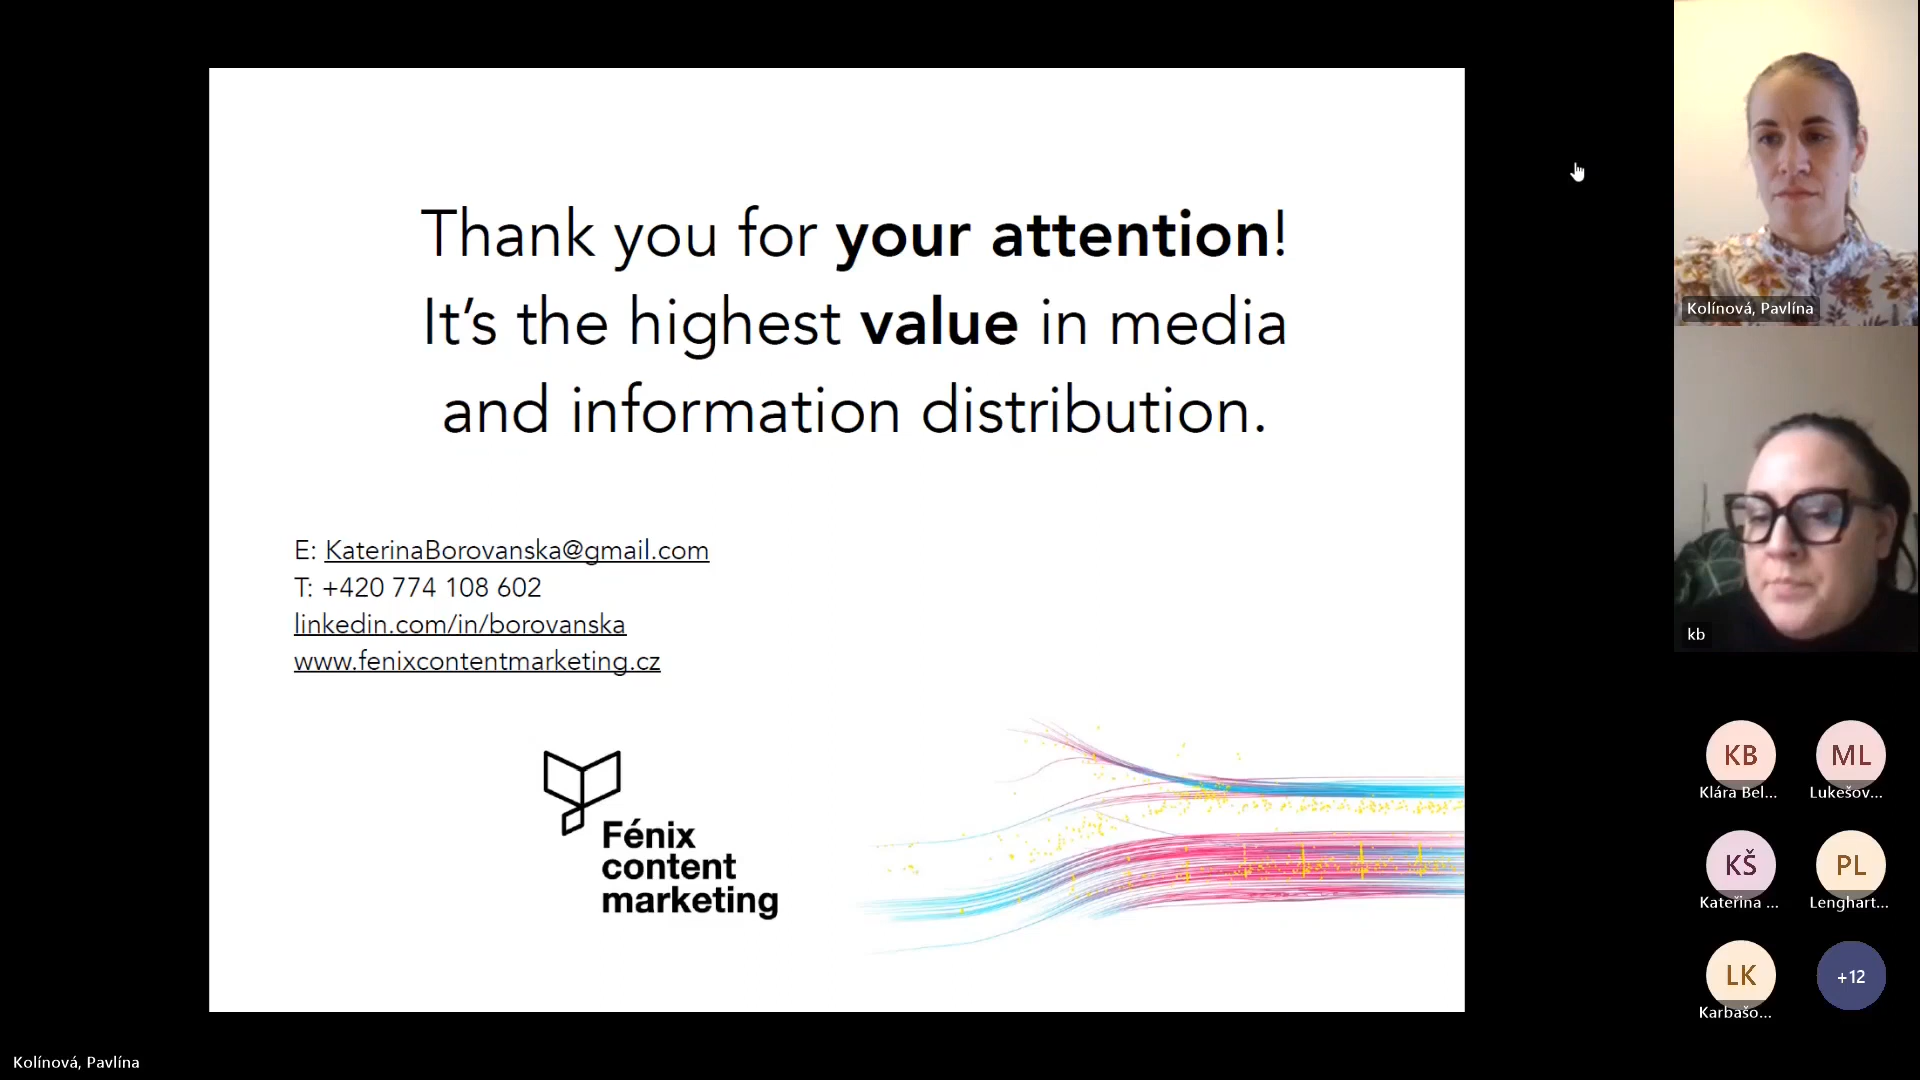 Thank you for your attention!
It's the highest value in media
and information distribution.
E: KaterinaBorovanska@gmail.com
T: +420 774 108 602
linkedin.com/in/borovanska
www.fenixcontentmarketing.cz
Fénix
content
marketing
Kolínová, Pavlína
kb
KB
ML
Klára Bel...
Lukešov...
KŠ
PL
Kateřina ...
Lenghart...
LK
+12
Karbašo...
Kolínová, Pavlína